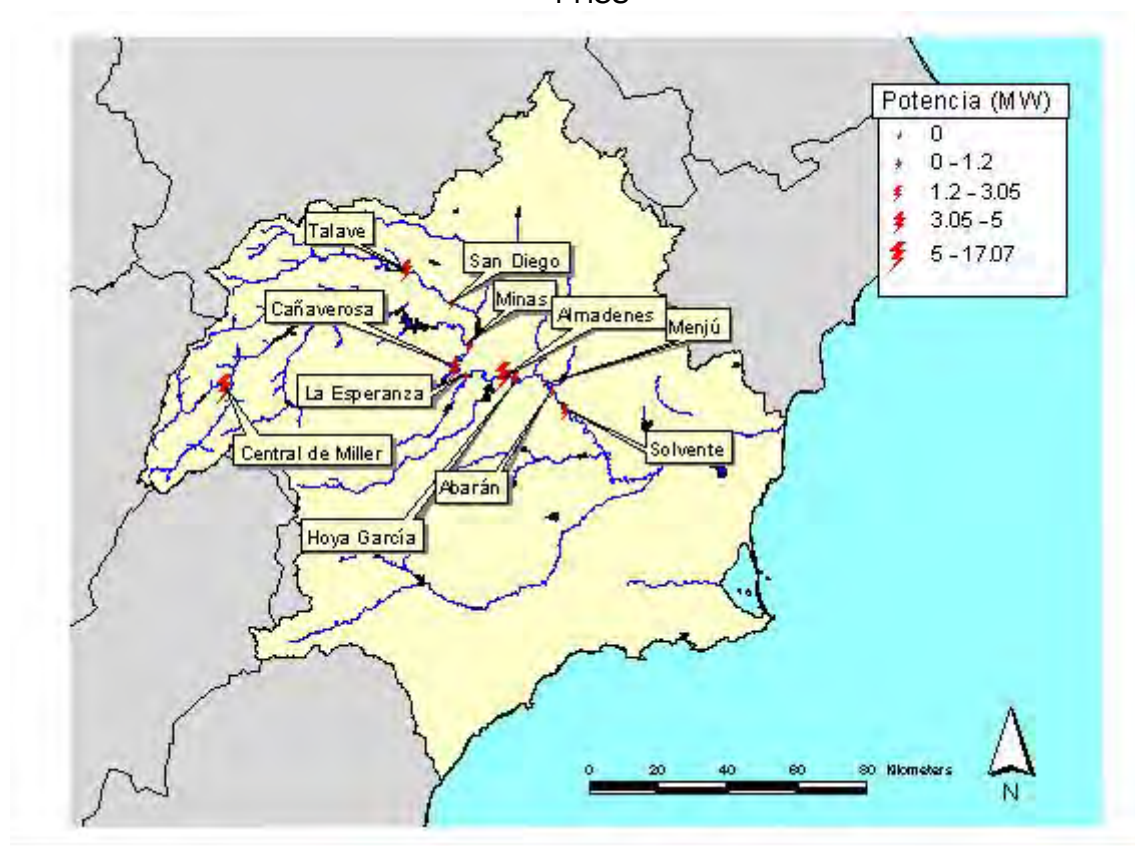 Potencia (MW)
0
0 - 1.2
1.2 - 3.05
3.05 - 5
5 - 17.07
Talave
San Diego
Cañaverosa
Minas
Almadenes
Menjú
La Esperanza
Central de Miller
Solvente
Abarán
Hoya García
0 20 40 60 80 Kilometers
N